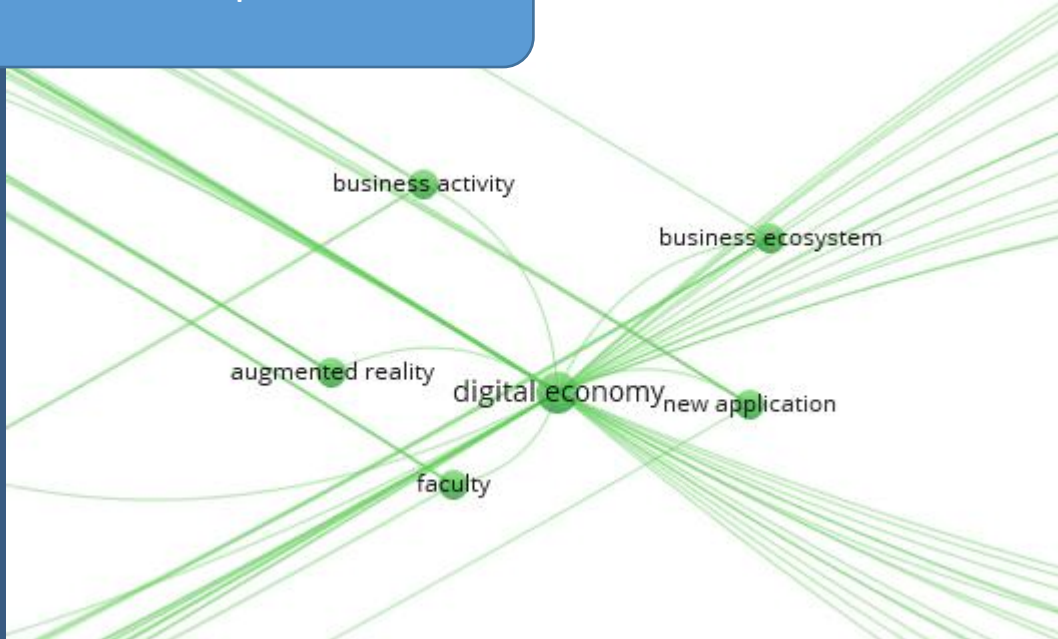 business activity
business ecosystem
augmented reality
digital economy
new application
faculty